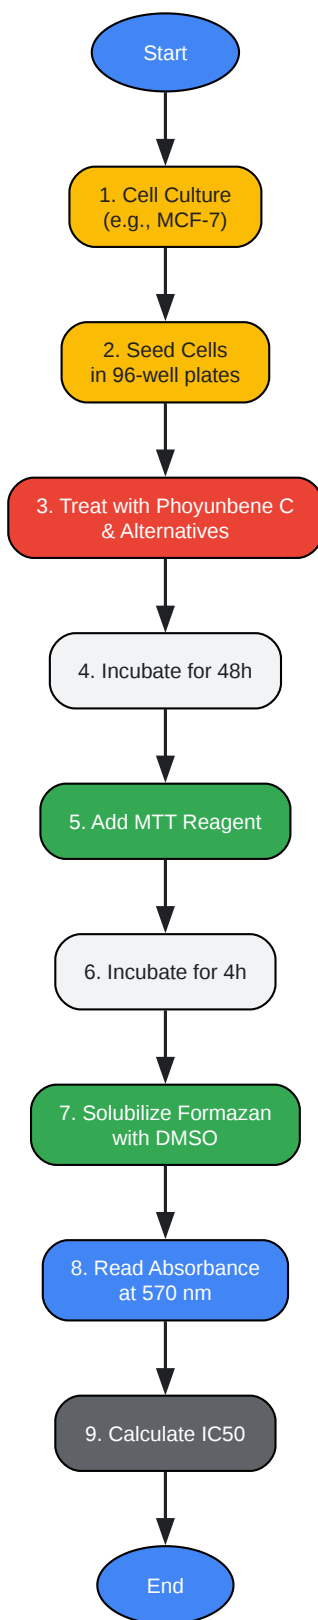 Start
1. Cell Culture
(e.g., MCF-7)
2. Seed Cells
in 96-well plates
3. Treat with Phoyunbene C
& Alternatives
4. Incubate for 48h
5. Add MTT Reagent
6. Incubate for 4h
7. Solubilize Formazan
with DMSO
8. Read Absorbance
at 570 nm
9. Calculate IC50
End